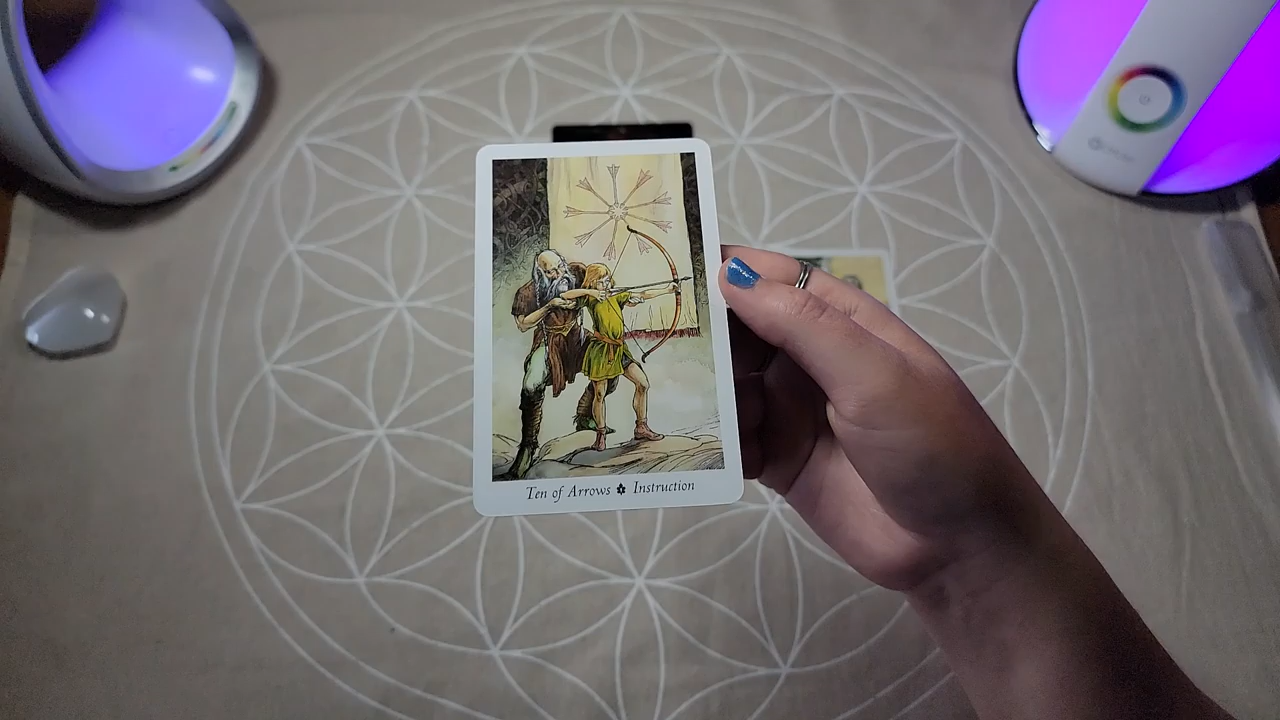 Ten of Arrows ✽ Instruction